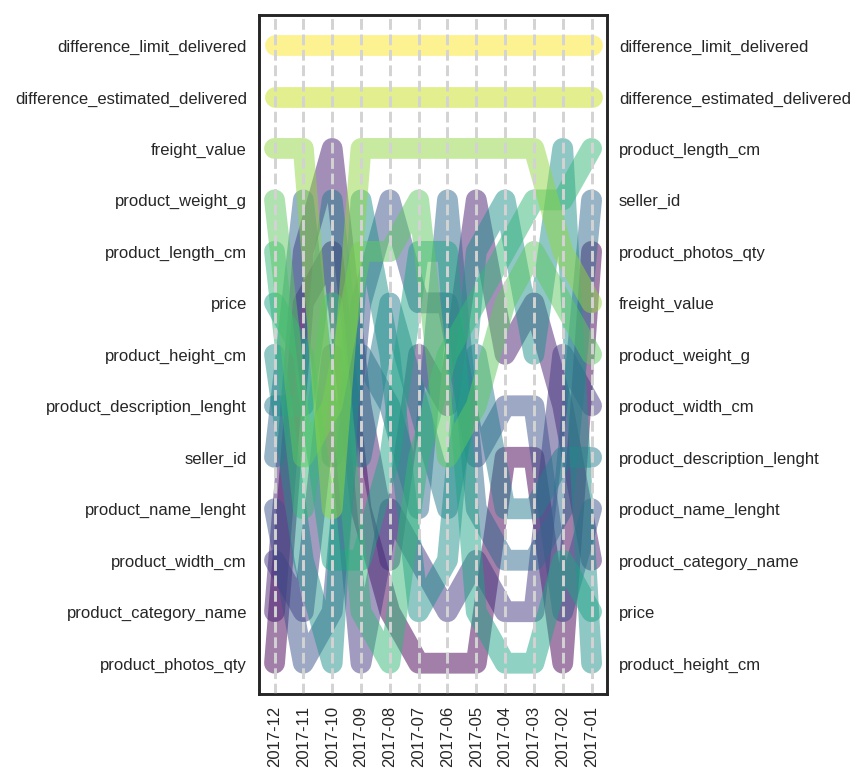 difference_limit_delivered
difference_limit_delivered
difference_estimated_delivered
difference_estimated_delivered
freight_value
product_length_cm
product_weight_g
seller_id
product_length_cm
product_photos_qty
price
freight_value
product_height_cm
product_weight_g
product_description_lenght
product_width_cm
seller_id
product_description_lenght
product_name_lenght
product_name_lenght
product_width_cm
product_category_name
product_category_name
price
product_photos_qty
product_height_cm
2017-12
2017-11
2017-10
2017-09
2017-08
2017-07
2017-06
2017-05
2017-04
2017-03
2017-02
2017-01